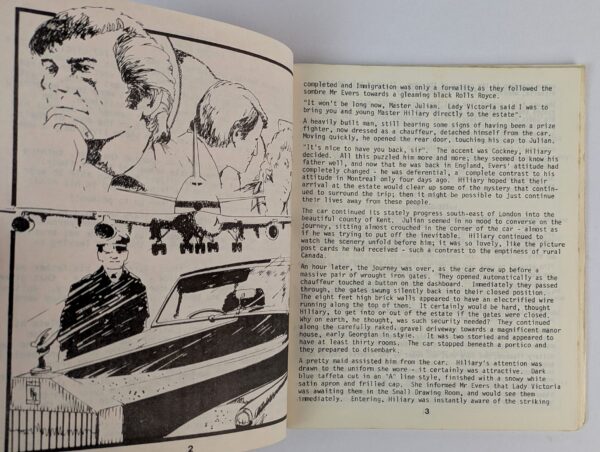 completed and Immigration was only a formality as they followed the
sombre Mr Evers towards a gleaming black Rolls Royce.
"It won't be long now, Master Julian. Lady Victoria said I was to
bring you and young Master Hiliary directly to the estate".
A heavily built man, still bearing some signs of having been a prize
fighter, now dressed as a chauffeur, detached himself from the car.
Moving quickly, he opened the rear door, touching his cap to Julian.
"It's nice to have you back, sir". The accent was Cockney, Hiliary
decided. All this puzzled him more and more; they seemed to know his
father well, and now that he was back in England, Evers' attitude had
completely changed - he was deferential, a complete contrast to his
attitude in Montreal only four days ago. Hiliary hoped that their
arrival at the estate would clear up some of the mystery that contin-
ued to surround the trip; then it might be possible to just continue
their lives away from these people.
The car continued its stately progress south-east of London into the
beautiful county of Kent. Julian seemed in no mood to converse on the
journey, sitting almost crouched in the corner of the car - almost as
if he was trying to put off the inevitable. Hiliary continued to
watch the scenery unfold before him; it was so lovely, like the picture
post cards he had received - such a contrast to the emptiness of rural
Canada.
An hour later, the journey was over, as the car drew up before a
massive pair of wrought iron gates. They opened automatically as the
chauffeur touched a button on the dashboard. Immediately they passed
through, the gates swung silently back into their closed position.
The eight feet high brick walls appeared to have an electrified wire
running along the top of them. It certainly would be hard, thought
Hiliary, to get into or out of the estate if the gates were closed.
Why on earth, he thought, was such security needed? They continued
along the carefully raked, gravel driveway towards a magnificent manor
house, early Georgian in style. It was two storied and appeared to
have at least thirty rooms. The car stopped beneath a portico and
they prepared to disembark.
A pretty maid assisted him from the car. Hiliary's attention was
drawn to the uniform she wore - it certainly was attractive. Dark
blue taffeta cut in an 'A' line style, finished with a snowy white
satin apron and frilled cap. She informed Mr Evers that Lady Victoria
was awaiting them in the Small Drawing Room, and would see them
immediately. Entering, Hiliary was instantly aware of the striking
2
3